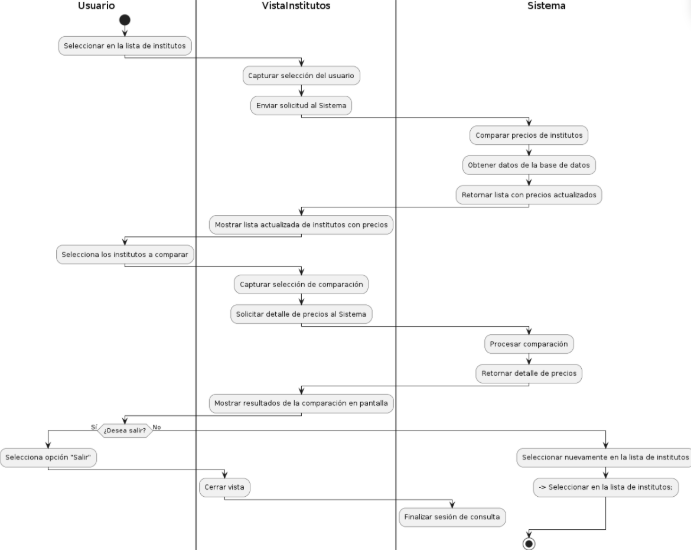 Usuario
VistaInstitutos
Sistema
Seleccionar en la lista de institutos
Capturar selección del usuario
Enviar solicitud al Sistema
Comparar precios de institutos
Obtener datos de la base de datos
Retornar lista con precios actualizados
Mostrar lista actualizada de institutos con precios
Selecciona los institutos a comparar
Capturar selección de comparación
Solicitar detalle de precios al Sistema
Procesar comparación
Retornar detalle de precios
Mostrar resultados de la comparación en pantalla
Sí
¿Desea salir?
No
Selecciona opción "Salir"
Seleccionar nuevamente en la lista de institutos
Cerrar vista
-> Seleccionar en la lista de institutos;
Finalizar sesión de consulta